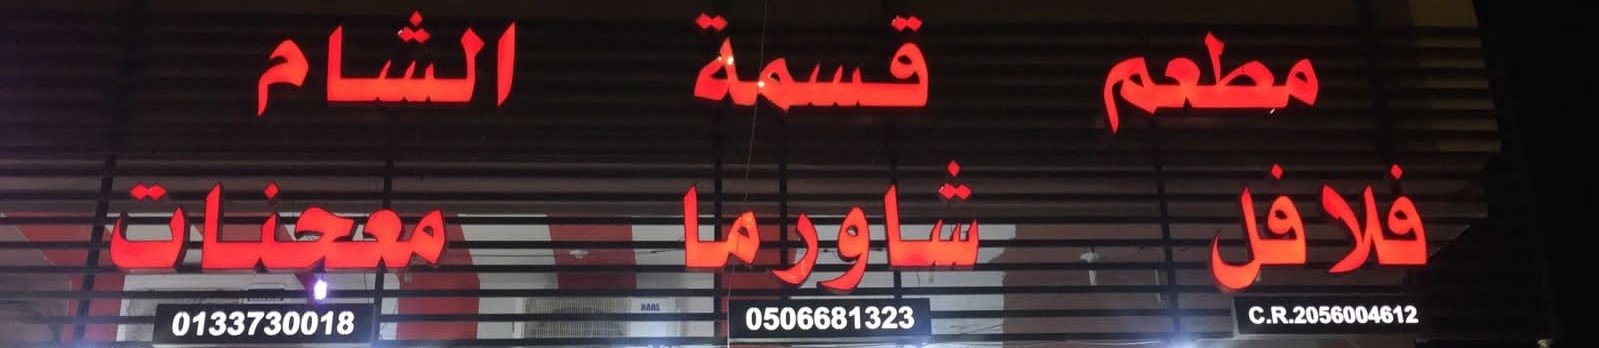 مطعم قسمة الشام
فلافل شاورما معجنات
C.R.2056004612 0506681323 0133730018